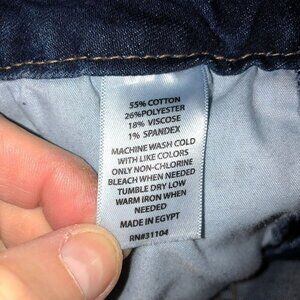 55% COTTON
26%POLYESTER
18% VISCOSE
1% SPANDEX
MACHINE WASH COLD
WITH LIKE COLORS
ONLY NON-CHLORINE
BLEACH WHEN NEEDED
TUMBLE DRY LOW
WARM IRON WHEN
NEEDED
MADE IN EGYPT
RN#31104